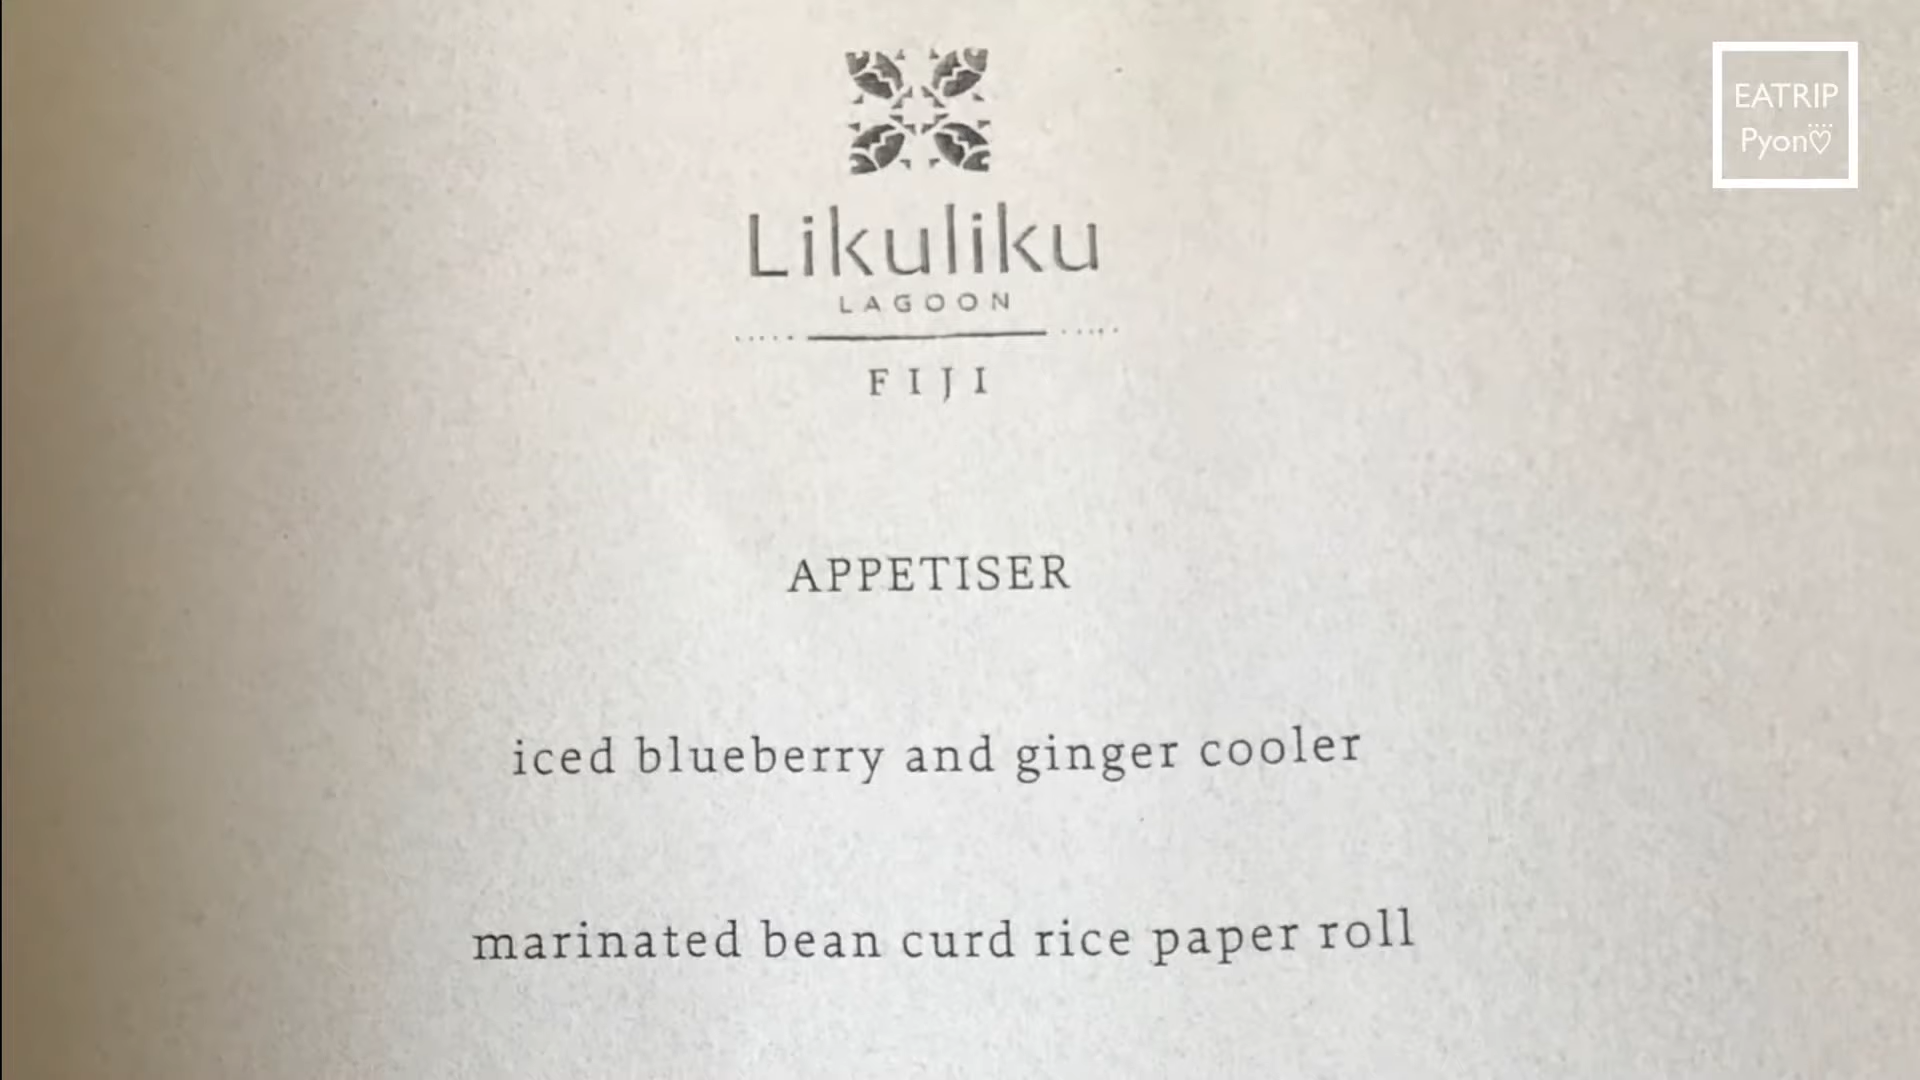 Likuliku
LAGOON
FIJI
APPETISER
iced blueberry and ginger cooler
marinated bean curd rice paper roll
EATRIP
Pyon♡